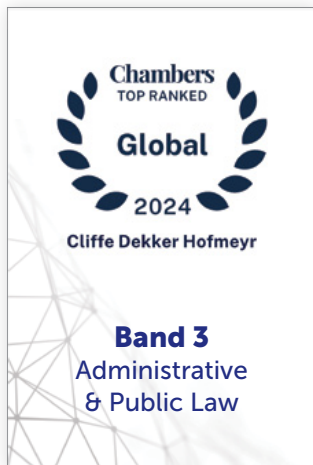 Chambers
TOP RANKED
Global
2024
Cliffe Dekker Hofmeyr
Band 3
Administrative
& Public Law